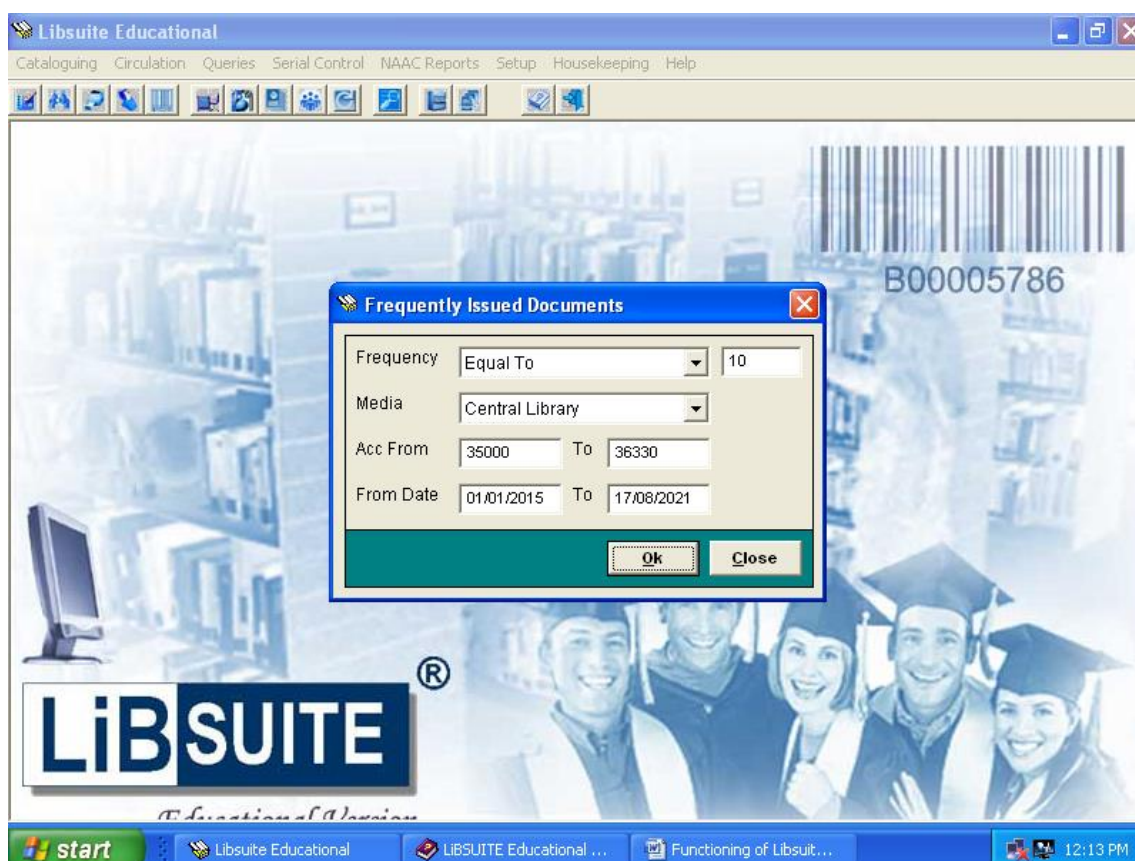 Libsuite Educational
Cataloguing Circulation Queries Serial Control NAAC Reports Setup Housekeeping Help
B00005786
Frequently Issued Documents
Frequency Equal To 10
Media Central Library
Acc From 35000 To 36330
From Date 01/01/2015 To 17/08/2021
Ok Close
LiBSUITE ®
Educational Version
start Libsuite Educational LiBSUITE Educational ... Functioning of Libsuit... 12:13 PM